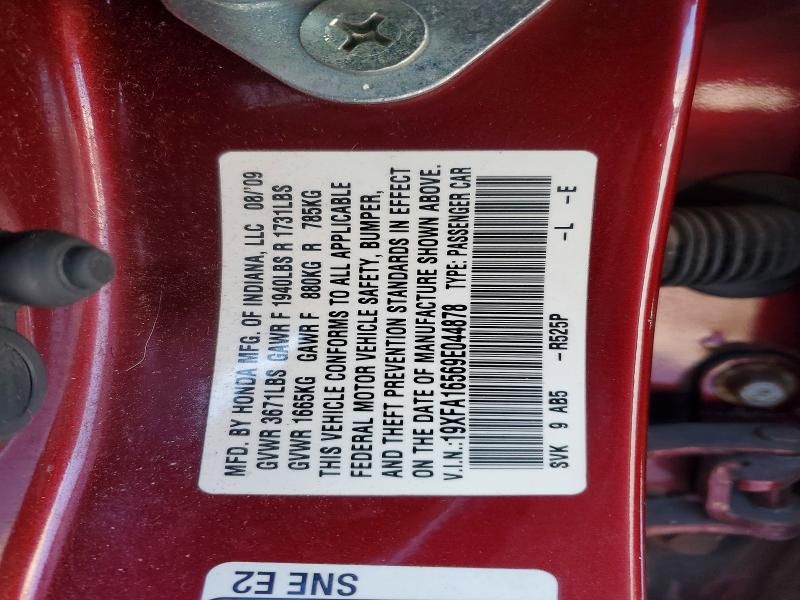 MFD. BY HONDA MFG. OF INDIANA, LLC 08/'09
GVWR 3671LBS GAWR F 1940LBS R 1731LBS
GVWR 1665KG GAWR F 880KG R 785KG
THIS VEHICLE CONFORMS TO ALL APPLICABLE
FEDERAL MOTOR VEHICLE SAFETY, BUMPER,
AND THEFT PREVENTION STANDARDS IN EFFECT
ON THE DATE OF MANUFACTURE SHOWN ABOVE.
V.I.N.:19XFA16569E044878 TYPE: PASSENGER CAR
SVK 9 AB5 -R525P -L -E
SNE E2